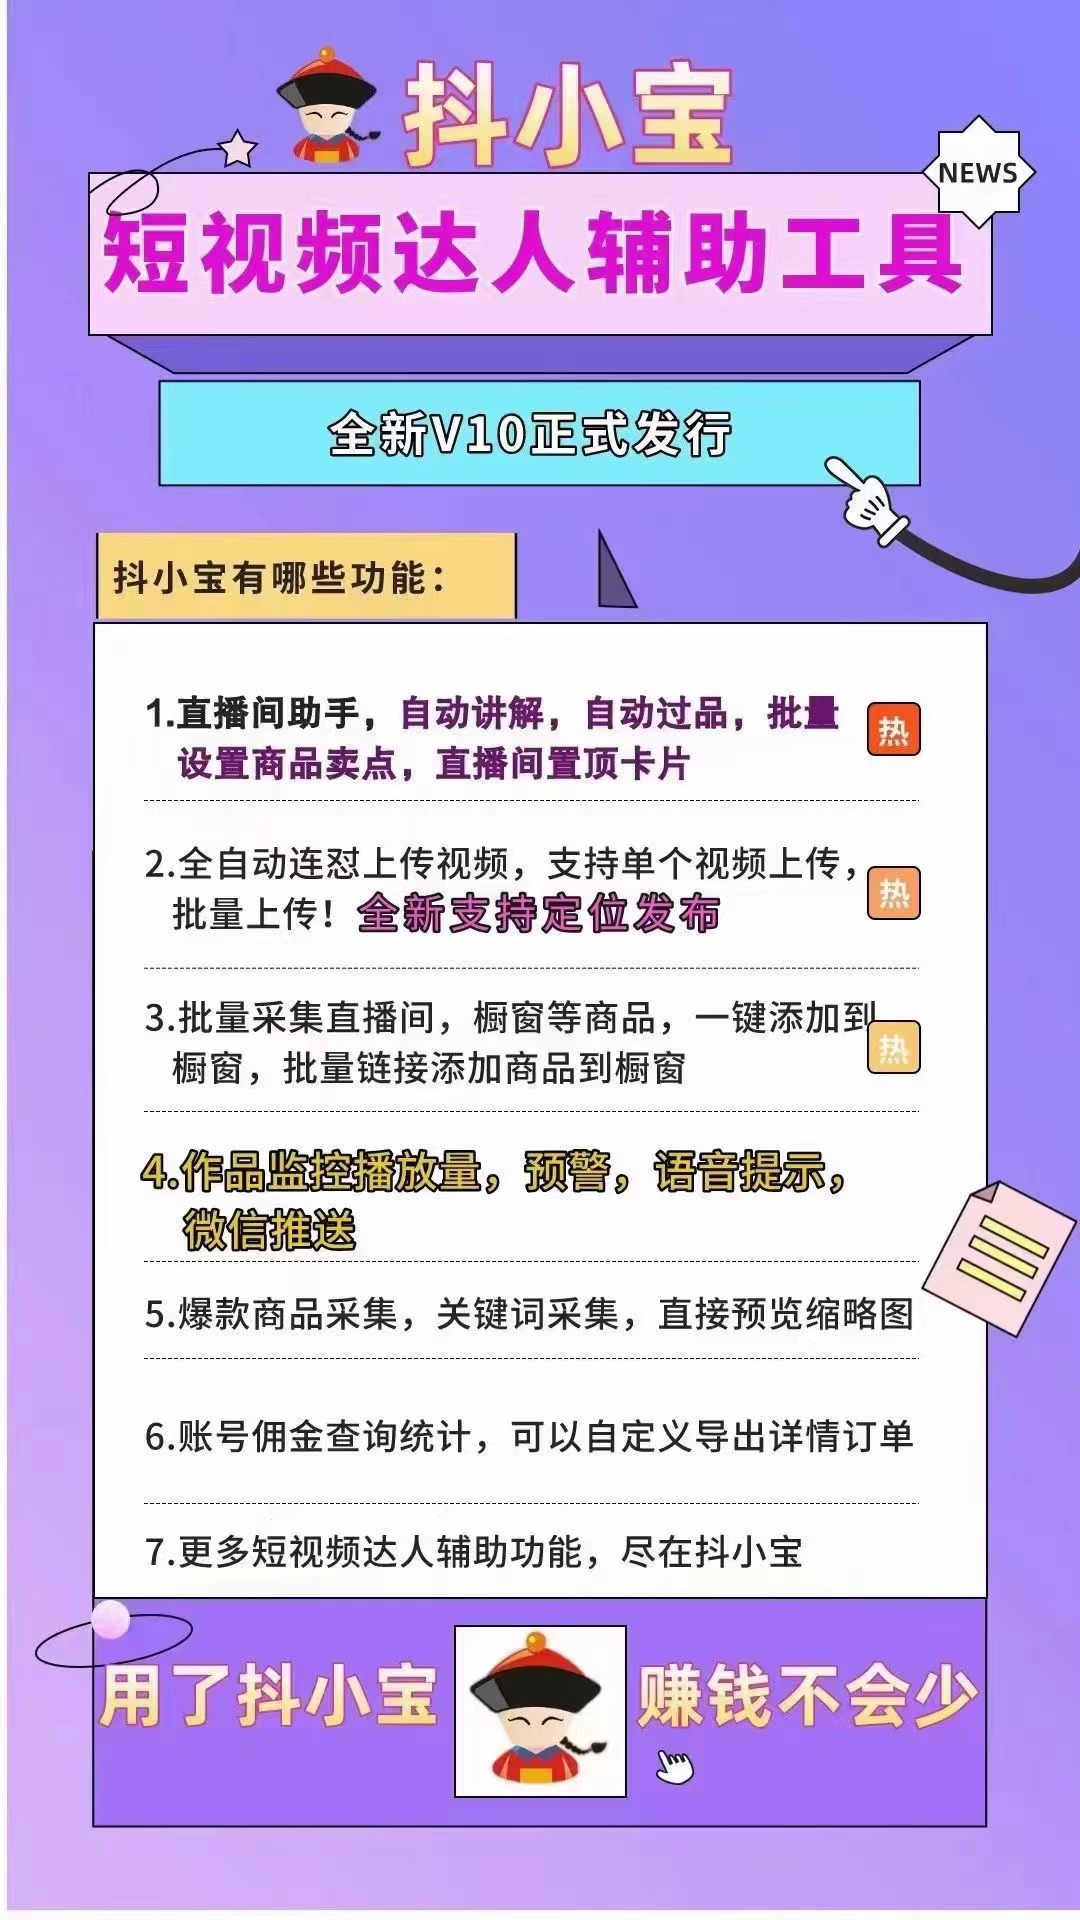 抖小宝
NEWS
短视频达人辅助工具
全新V10正式发行
抖小宝有哪些功能：
1.直播间助手，自动讲解，自动过品，批量
设置商品卖点，直播间置顶卡片
热
2.全自动连怼上传视频，支持单个视频上传，
批量上传！全新支持定位发布
热
3.批量采集直播间，橱窗等商品，一键添加到
橱窗，批量链接添加商品到橱窗
热
4.作品监控播放量，预警，语音提示，
微信推送
5.爆款商品采集，关键词采集，直接预览缩略图
6.账号佣金查询统计，可以自定义导出详情订单
7.更多短视频达人辅助功能，尽在抖小宝
用了抖小宝 赚钱不会少